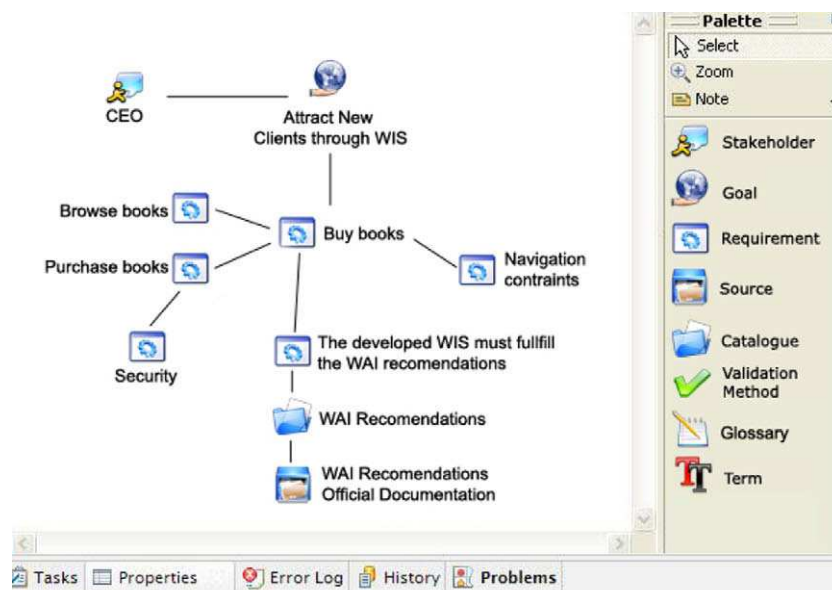 CEO
Attract New
Clients through WIS
Browse books
Buy books
Purchase books
Navigation
contraints
Security
The developed WIS must fullfill
the WAI recomendations
WAI Recomendations
WAI Recomendations
Official Documentation
Palette
Select
Zoom
Note
Stakeholder
Goal
Requirement
Source
Catalogue
Validation
Method
Glossary
Term
Tasks
Properties
Error Log
History
Problems